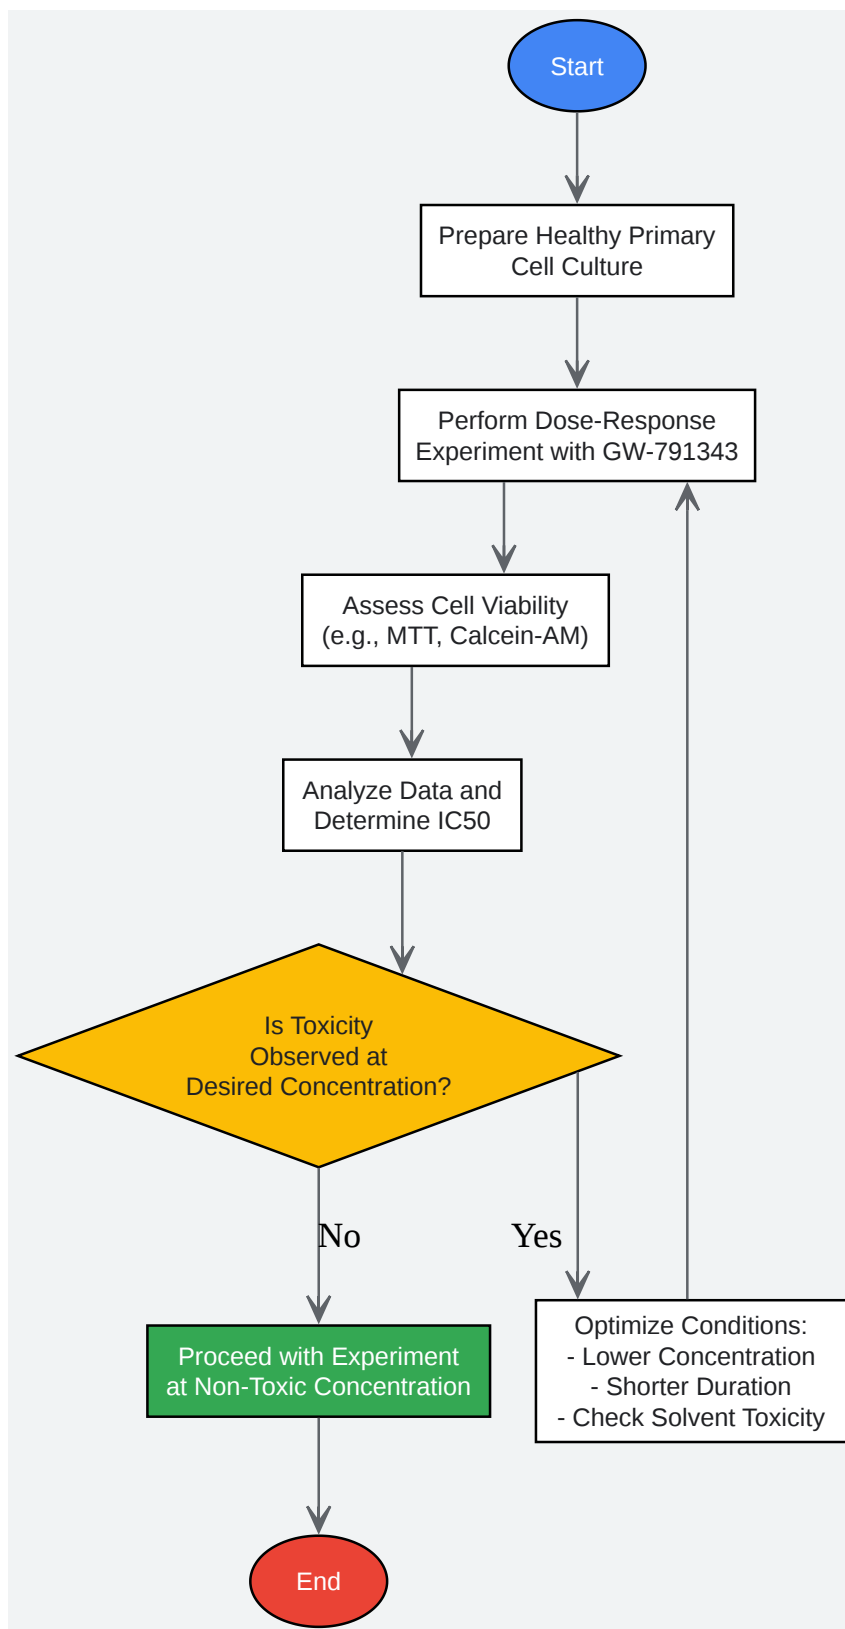 Start
Prepare Healthy Primary
Cell Culture
Perform Dose-Response
Experiment with GW-791343
Assess Cell Viability
(e.g., MTT, Calcein-AM)
Analyze Data and
Determine IC50
Is Toxicity
Observed at
Desired Concentration?
No
Yes
Optimize Conditions:
- Lower Concentration
- Shorter Duration
- Check Solvent Toxicity
Proceed with Experiment
at Non-Toxic Concentration
End